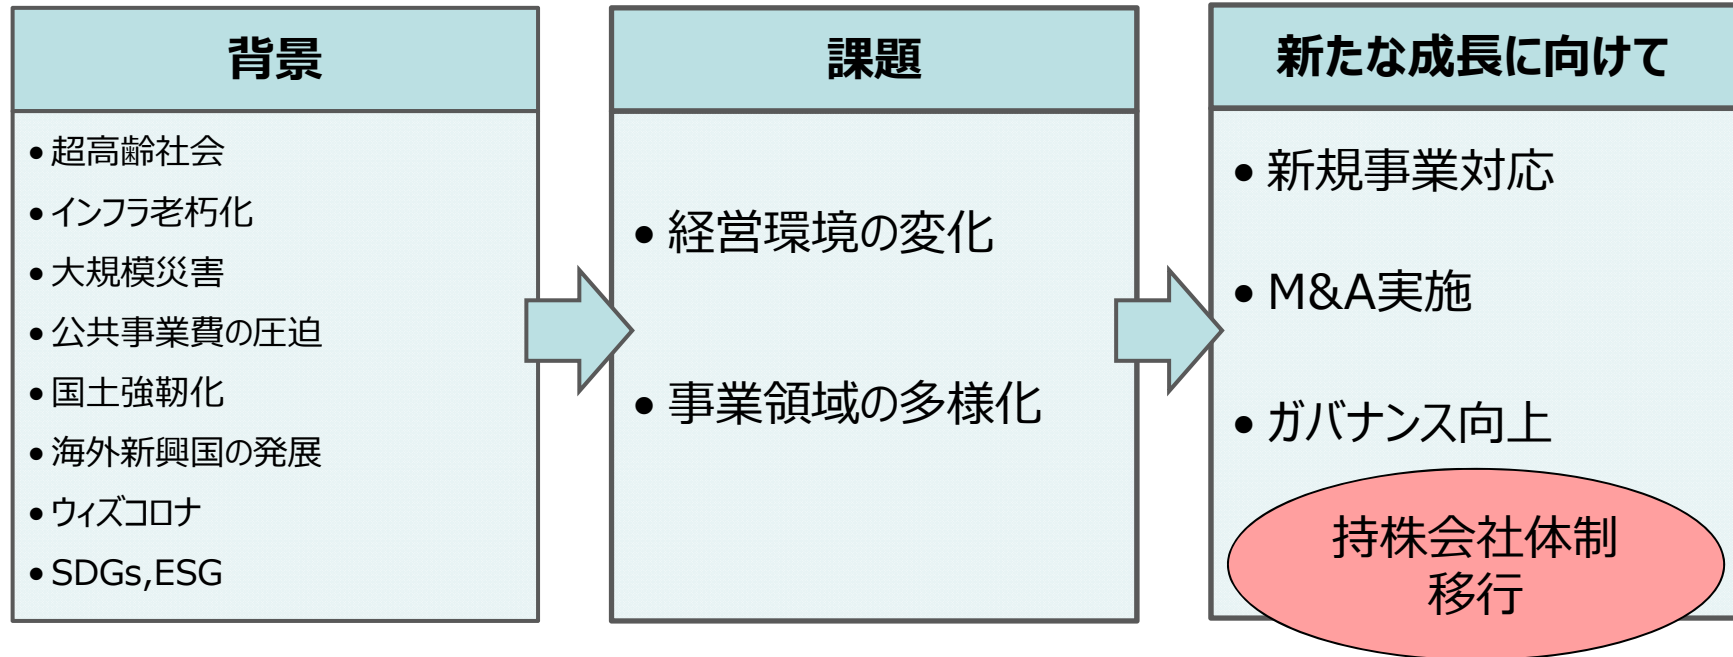 背景
• 超高齢社会
• インフラ老朽化
• 大規模災害
• 公共事業費の圧迫
• 国土強靭化
• 海外新興国の発展
• ウィズコロナ
• SDGs,ESG
課題
• 経営環境の変化
• 事業領域の多様化
新たな成長に向けて
• 新規事業対応
• M&A実施
• ガバナンス向上
持株会社体制
移行